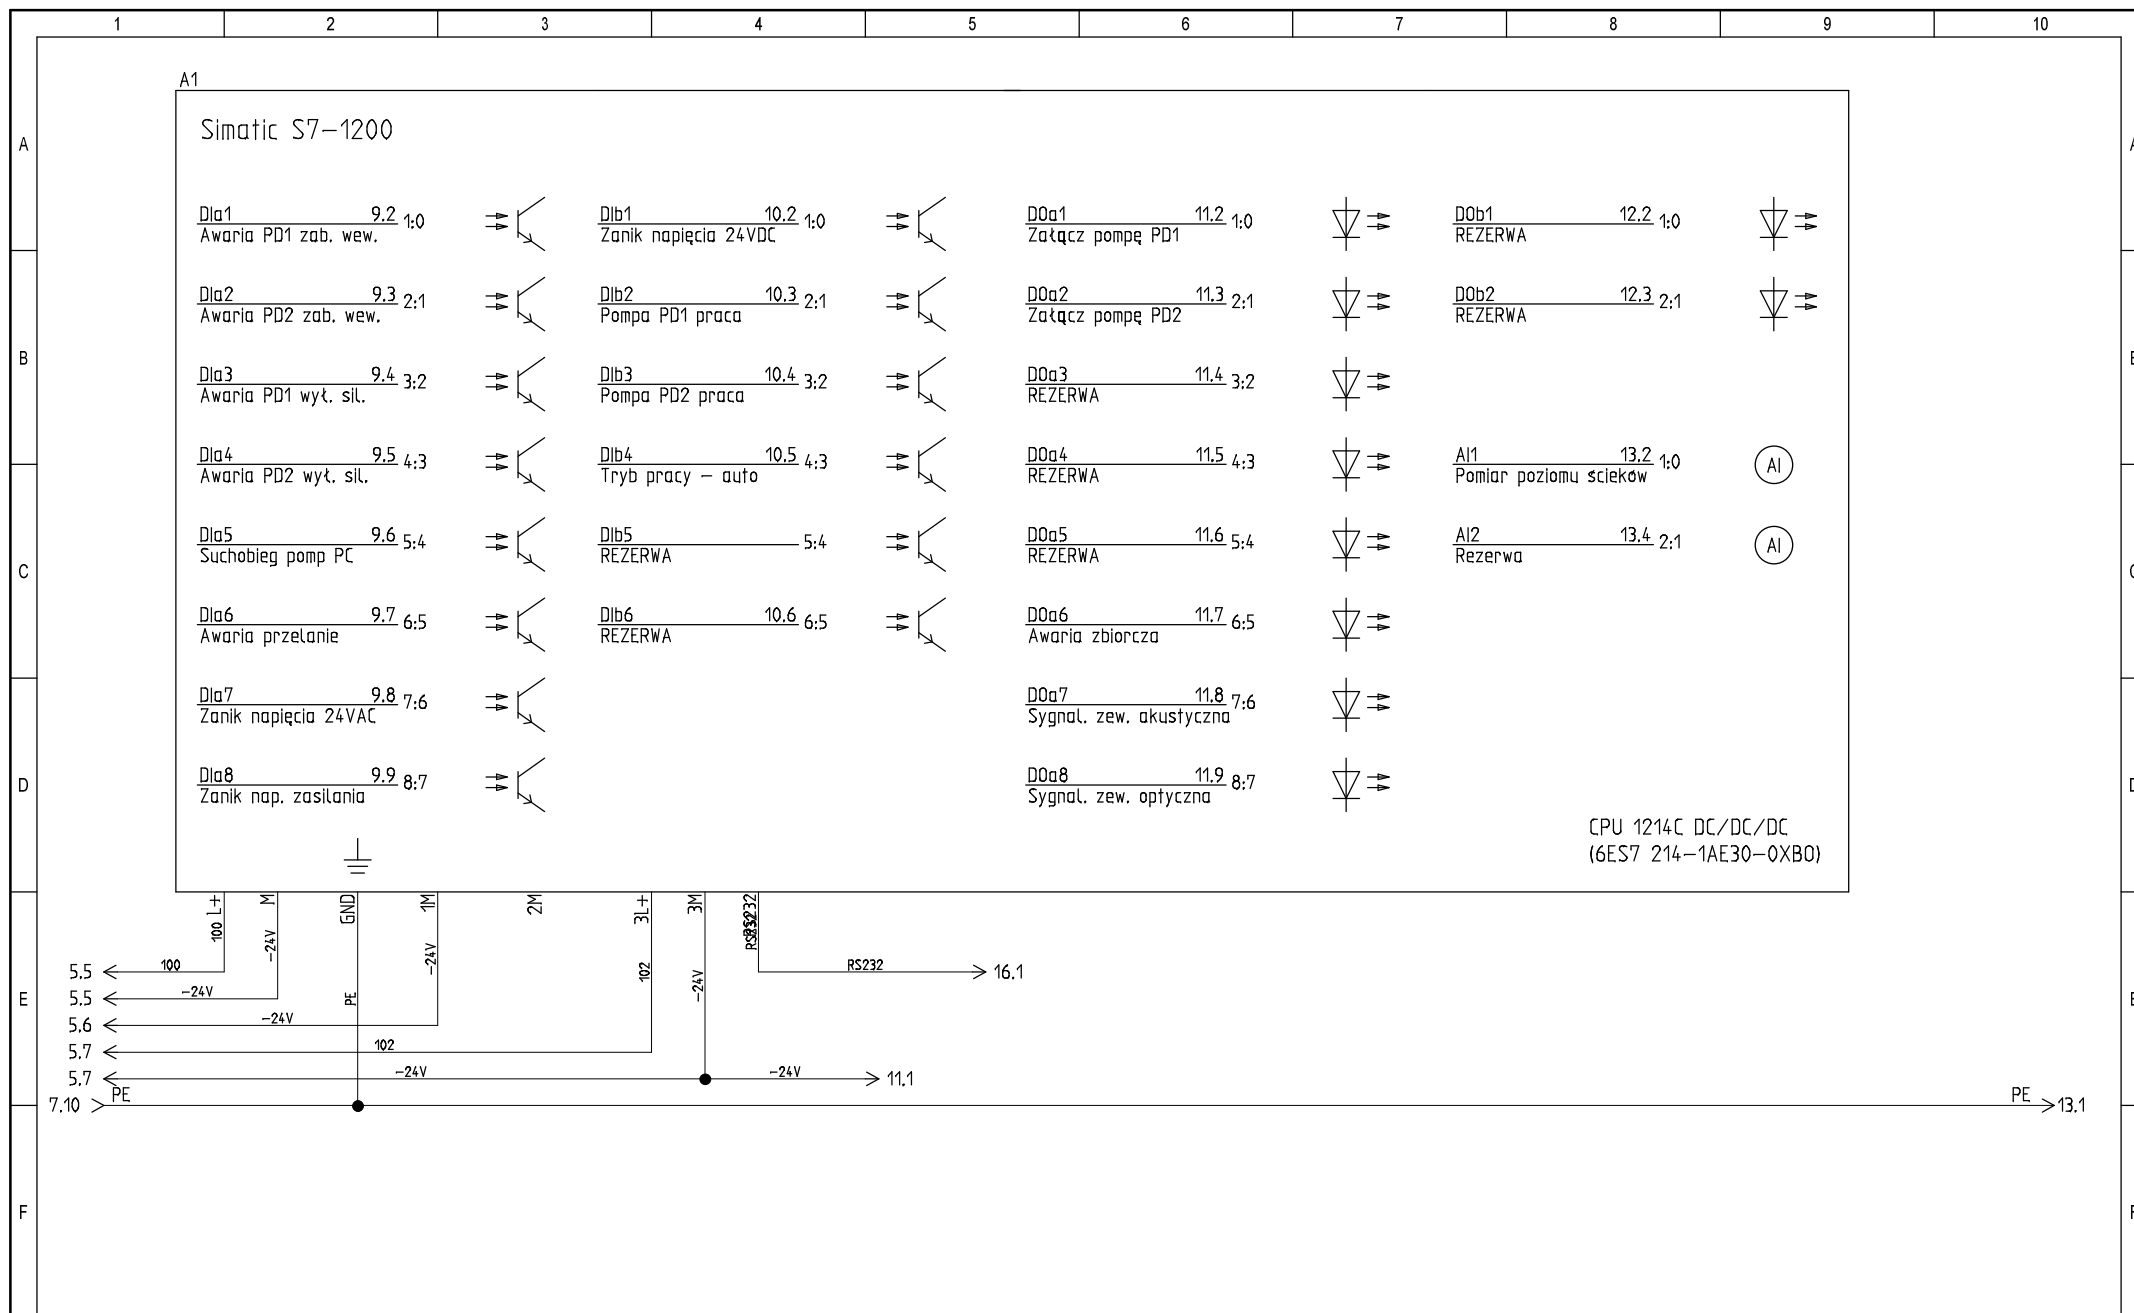 1 2 3 4 5 6 7 8 9 10
A1
A
Simatic S7-1200
DIa1 9.2 1:0
Awaria PD1 zab. wew.
DIb1 10.2 1:0
Zanik napięcia 24VDC
DOa1 11.2 1:0
Załącz pompę PD1
DOb1 12.2 1:0
REZERWA
DIa2 9.3 2:1
Awaria PD2 zab. wew.
DIb2 10.3 2:1
Pompa PD1 praca
DOa2 11.3 2:1
Załącz pompę PD2
DOb2 12.3 2:1
REZERWA
B
DIa3 9.4 3:2
Awaria PD1 wył. sil.
DIb3 10.4 3:2
Pompa PD2 praca
DOa3 11.4 3:2
REZERWA
DIa4 9.5 4:3
Awaria PD2 wył. sil.
DIb4 10.5 4:3
Tryb pracy – auto
DOa4 11.5 4:3
REZERWA
AI1 13.2 1:0
Pomiar poziomu ścieków
AI
DIa5 9.6 5:4
Suchobieg pomp PC
DIb5 5:4
REZERWA
DOa5 11.6 5:4
REZERWA
AI2 13.4 2:1
Rezerwa
AI
C
DIa6 9.7 6:5
Awaria przelanie
DIb6 10.6 6:5
REZERWA
DOa6 11.7 6:5
Awaria zbiorcza
DIa7 9.8 7:6
Zanik napięcia 24VAC
DOa7 11.8 7:6
Sygnal. zew. akustyczna
D
DIa8 9.9 8:7
Zanik nap. zasilania
DOa8 11.9 8:7
Sygnal. zew. optyczna
CPU 1214C DC/DC/DC
(6ES7 214-1AE30-0XB0)
L+ M GND 1M 2M 3L+ 3M RS232
100 -24V PE -24V 102 -24V RS232
5.5 100 RS232 16.1
E
5.5 -24V
5.6 -24V
5.7 102
5.7 -24V -24V 11.1
7.10 PE PE 13.1
F